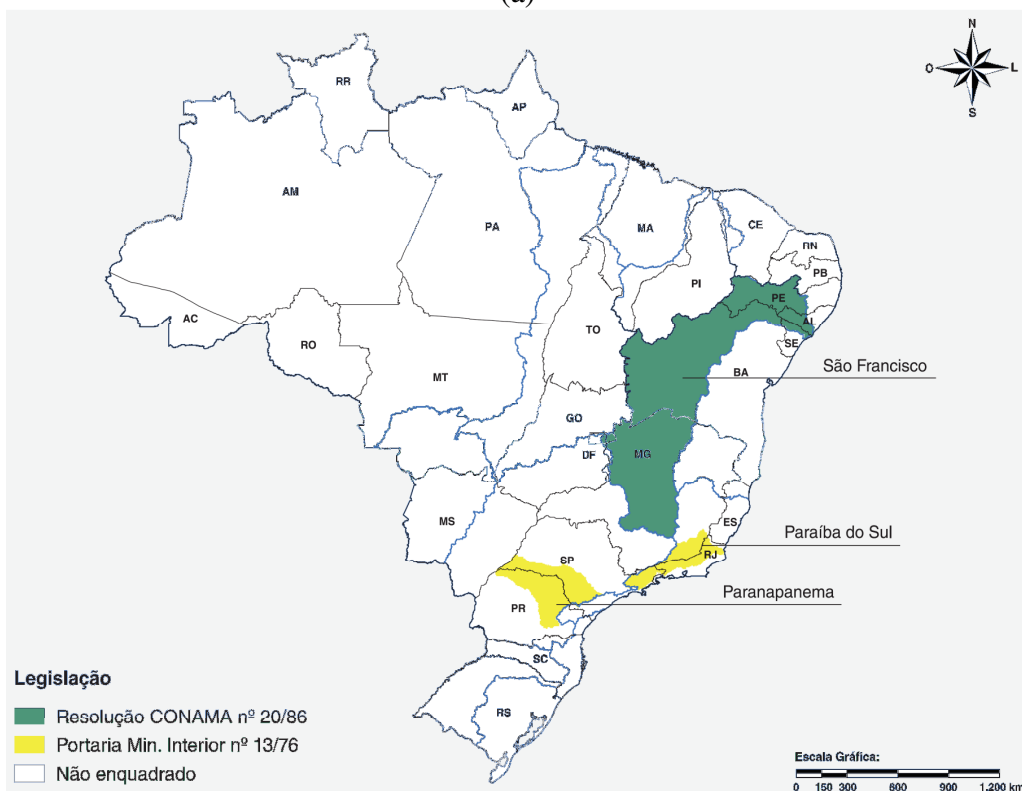 (a)
N
O L
S
RR
AP
AM
PA
MA
CE
RN
PB
PI
PE
AL
AC
TO
SE
RO
BA
São Francisco
MT
GO
DF
MG
MS
ES
Paraíba do Sul
RJ
SP
Paranapanema
PR
SC
Legislação
RS
Resolução CONAMA nº 20/86
Portaria Min. Interior nº 13/76
Não enquadrado
Escala Gráfica:
0 150 300 600 900 1.200 km